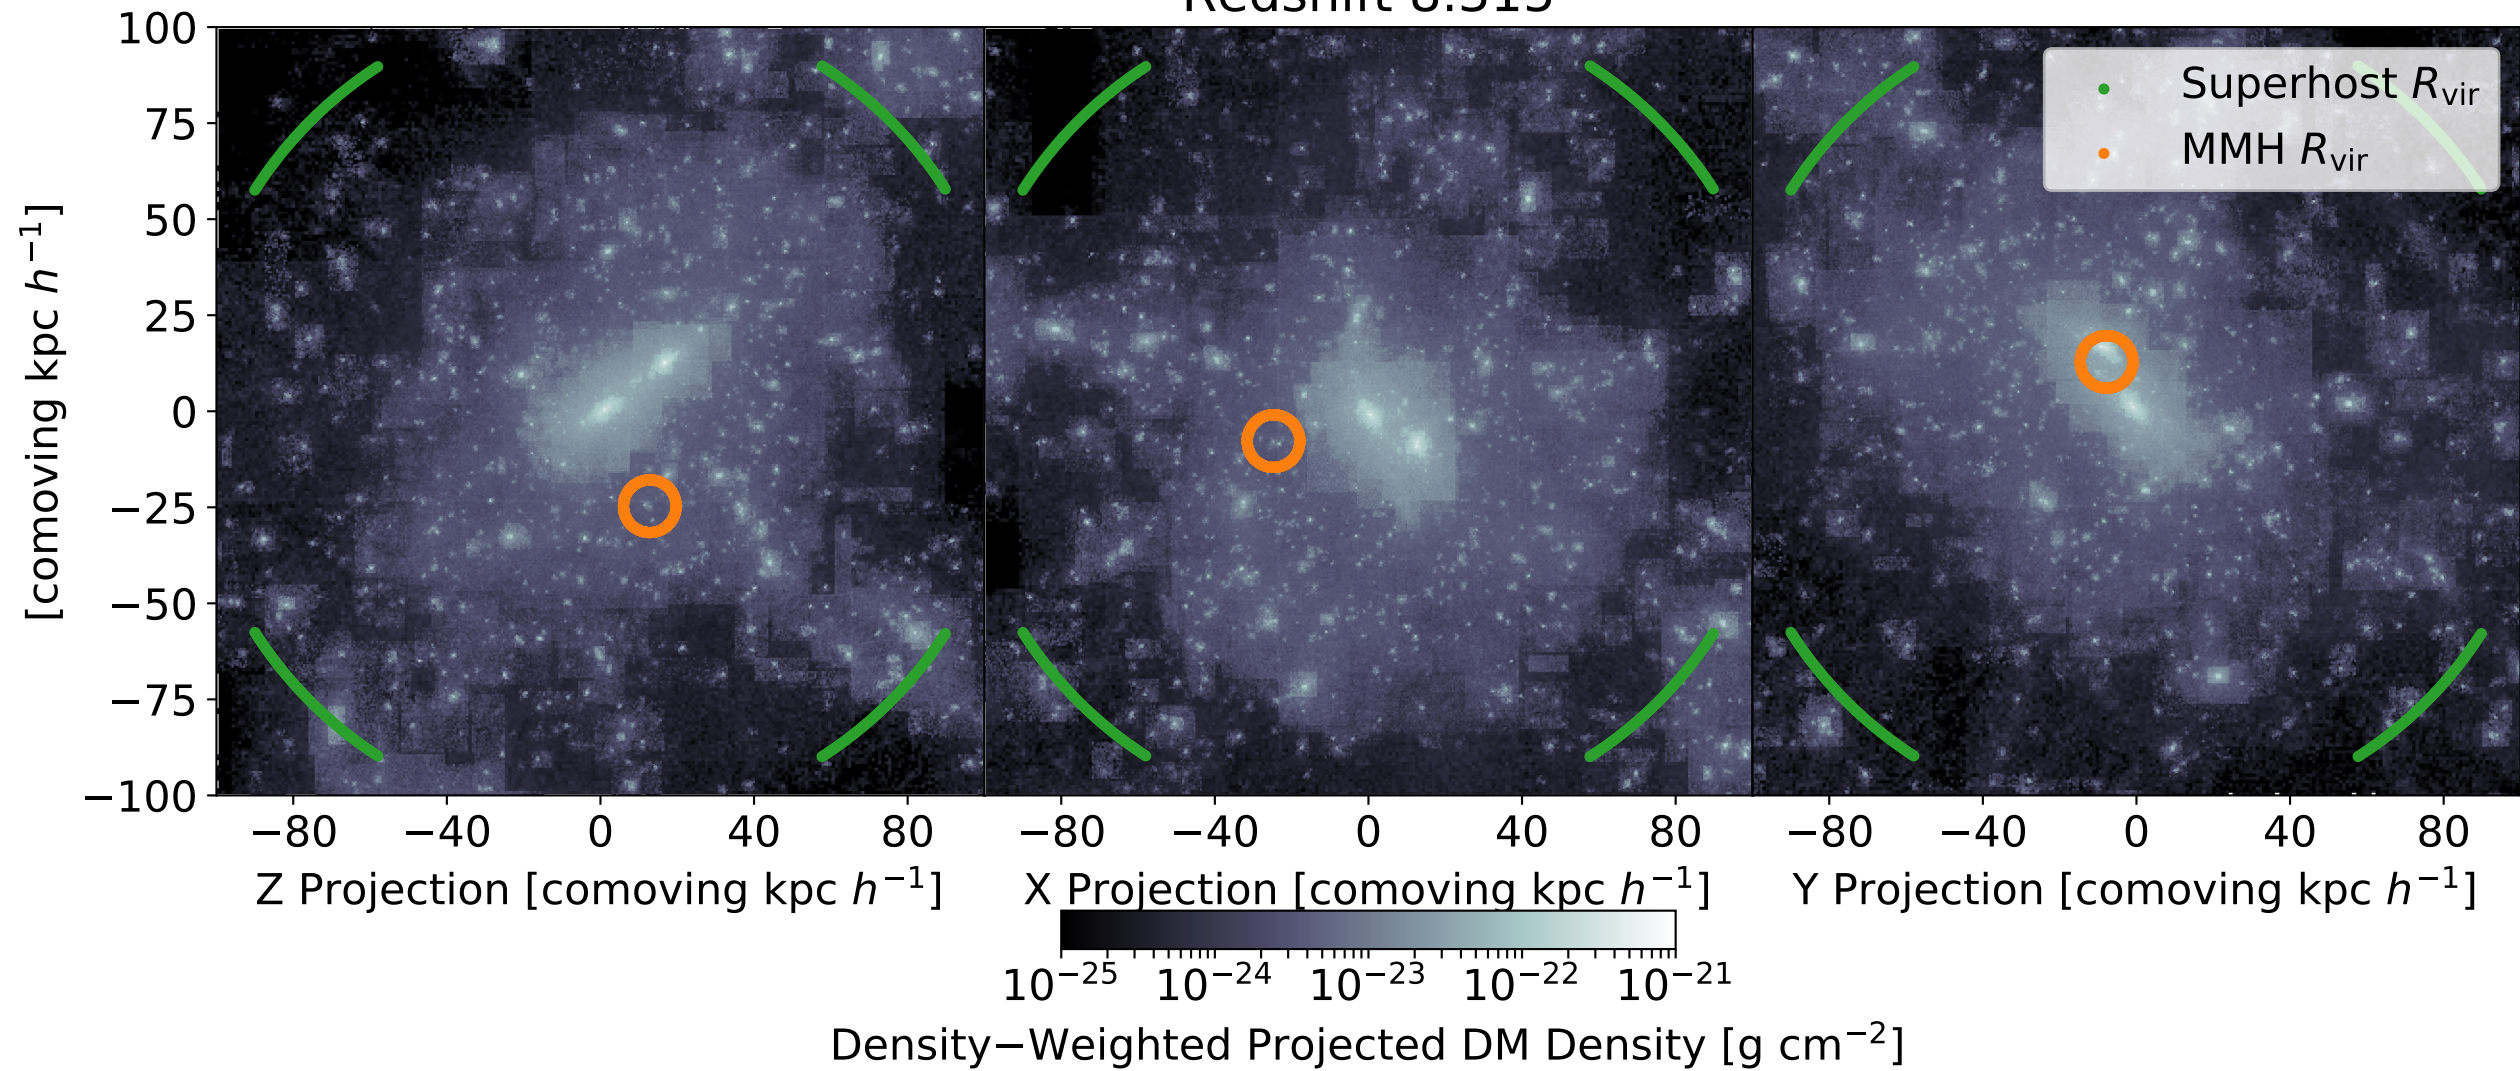 Redshift 8.315
Superhost R_vir
MMH R_vir
100
75
50
25
0
−25
−50
−75
−100
[comoving kpc h⁻¹]
−80 −40 0 40 80 −80 −40 0 40 80 −80 −40 0 40 80
Z Projection [comoving kpc h⁻¹] X Projection [comoving kpc h⁻¹] Y Projection [comoving kpc h⁻¹]
10⁻²⁵ 10⁻²⁴ 10⁻²³ 10⁻²² 10⁻²¹
Density−Weighted Projected DM Density [g cm⁻²]